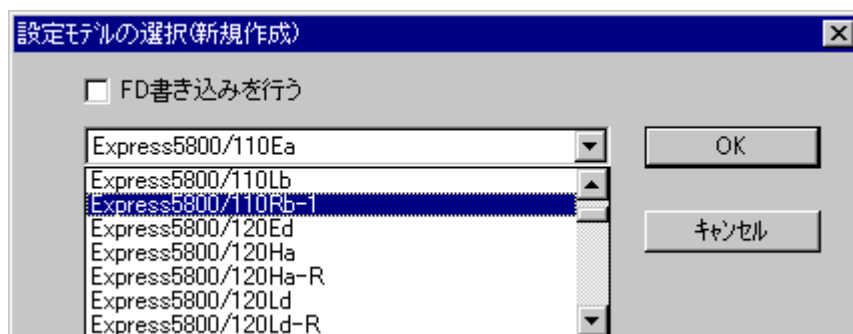 設定ﾓﾃﾞﾙの選択(新規作成)
FD書き込みを行う
Express5800/110Ea
OK
Express5800/110Lb
Express5800/110Rb-1
Express5800/120Ed
キャンセル
Express5800/120Ha
Express5800/120Ha-R
Express5800/120Ld
Express5800/120Ld-R